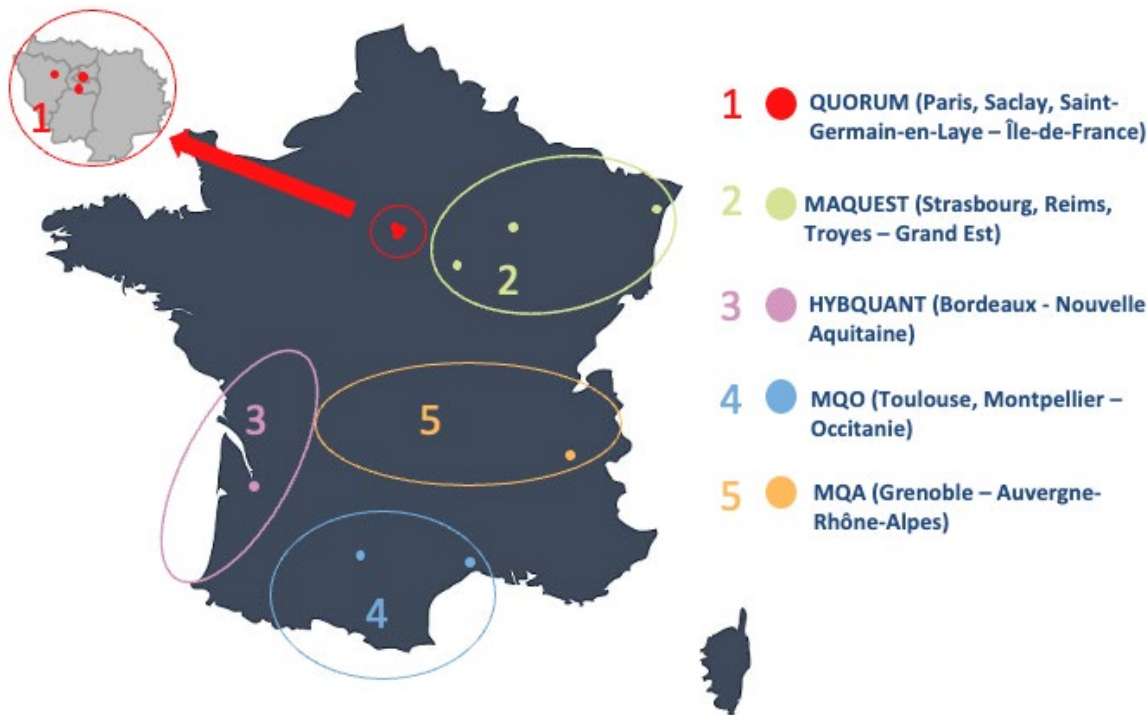 1
1 QUORUM (Paris, Saclay, Saint-
Germain-en-Laye – Île-de-France)
2 MAQUEST (Strasbourg, Reims,
Troyes – Grand Est)
3 HYBQUANT (Bordeaux - Nouvelle
Aquitaine)
4 MQO (Toulouse, Montpellier –
Occitanie)
5 MQA (Grenoble – Auvergne-
Rhône-Alpes)
2
3
5
4